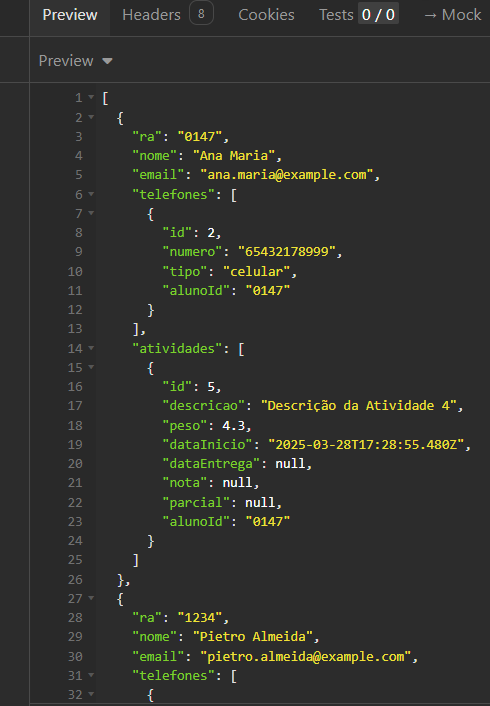 Preview Headers 8 Cookies Tests 0 / 0 → Mock
Preview
1 [
2 {
3 "ra": "0147",
4 "nome": "Ana Maria",
5 "email": "ana.maria@example.com",
6 "telefones": [
7 {
8 "id": 2,
9 "numero": "65432178999",
10 "tipo": "celular",
11 "alunoId": "0147"
12 }
13 ],
14 "atividades": [
15 {
16 "id": 5,
17 "descricao": "Descrição da Atividade 4",
18 "peso": 4.3,
19 "dataInicio": "2025-03-28T17:28:55.480Z",
20 "dataEntrega": null,
21 "nota": null,
22 "parcial": null,
23 "alunoId": "0147"
24 }
25 ]
26 },
27 {
28 "ra": "1234",
29 "nome": "Pietro Almeida",
30 "email": "pietro.almeida@example.com",
31 "telefones": [
32 {